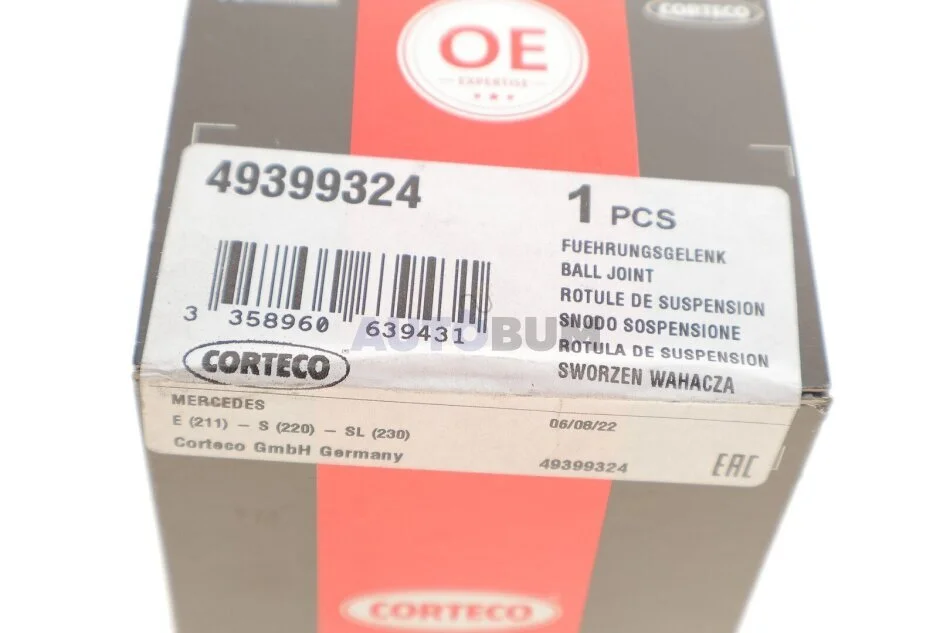 CORTECO
OE
EXPERTISE
49399324
1 PCS
FUEHRUNGSGELENK
BALL JOINT
ROTULE DE SUSPENSION
SNODO SOSPENSIONE
ROTULA DE SUSPENSION
SWORZEN WAHACZA
3 358960 639431
AUTOBUM
CORTECO
MERCEDES
E (211) - S (220) - SL (230)
06/08/22
Corteco GmbH Germany
49399324
EAC
CORTECO